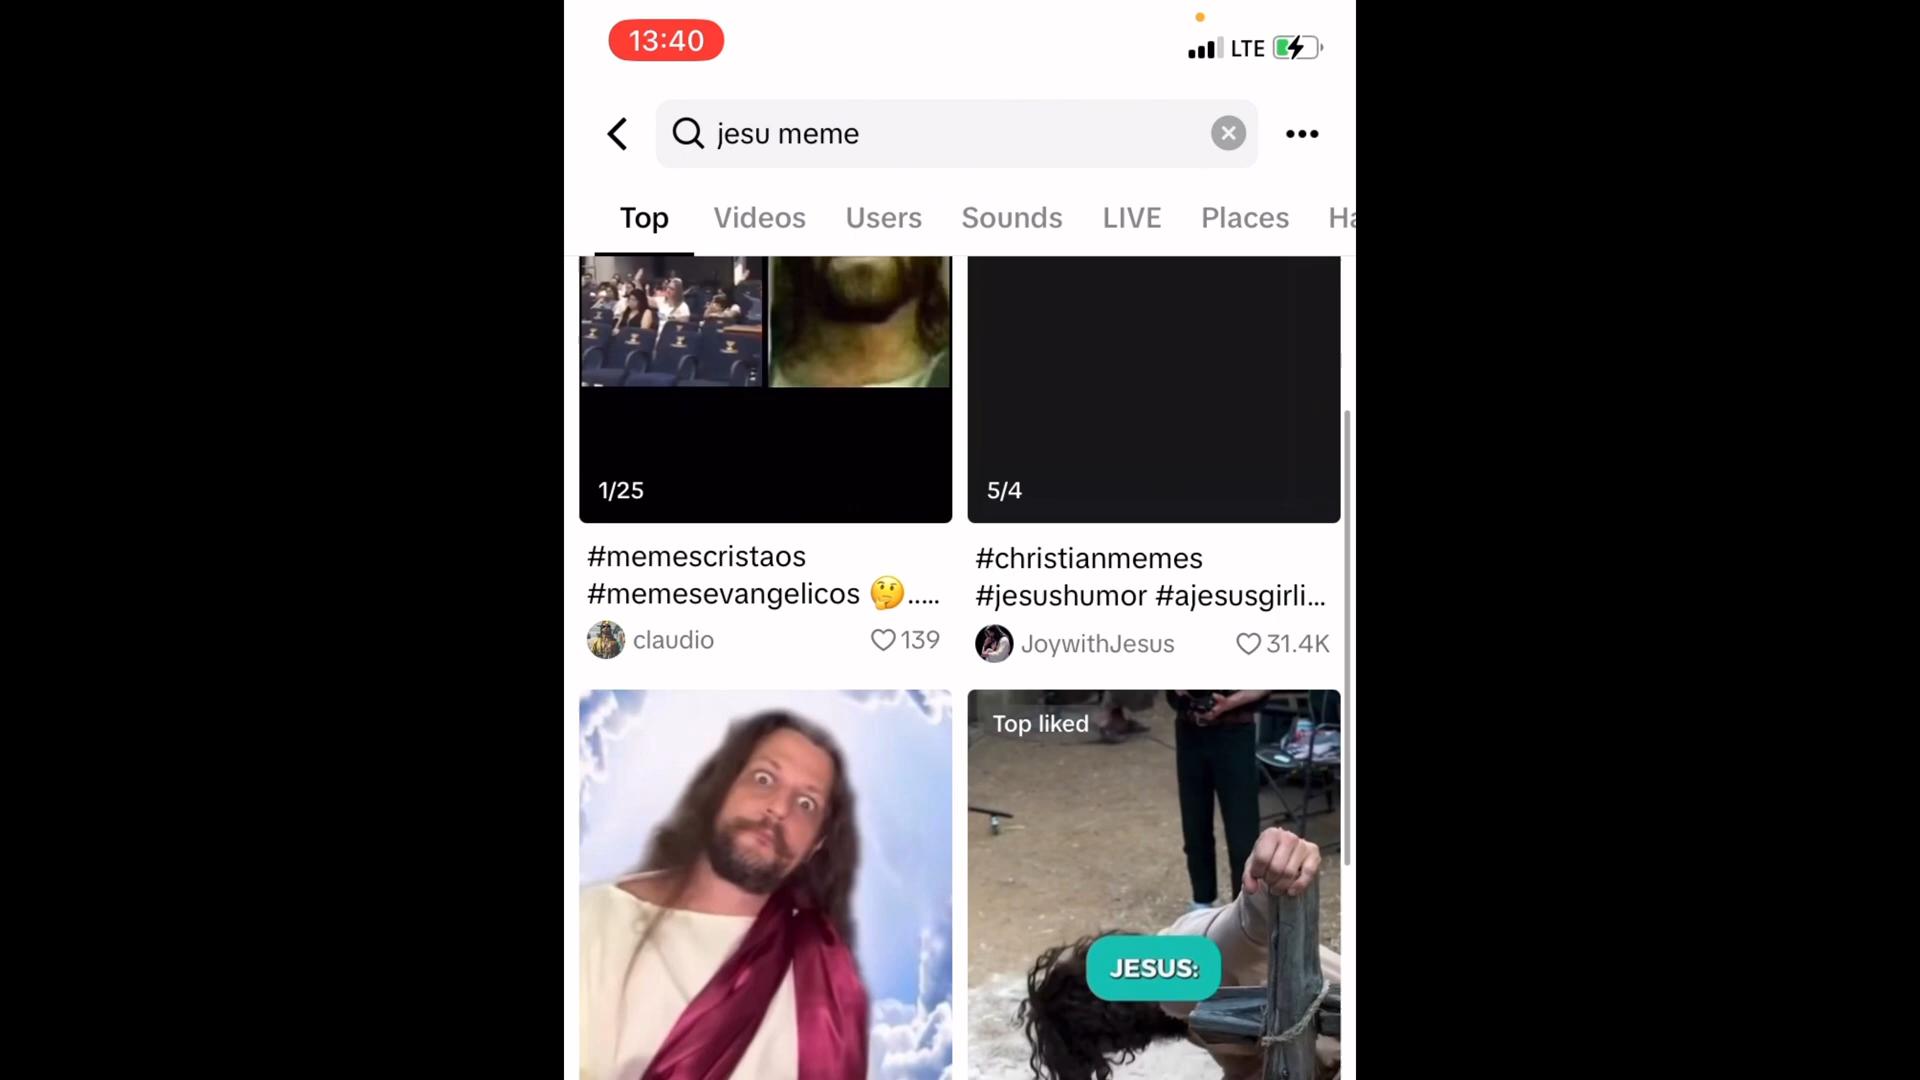 13:40
LTE
jesu meme
Top Videos Users Sounds LIVE Places Ha
1/25
5/4
#memescristaos
#memesevangelicos 🤔.....
claudio
139
#christianmemes
#jesushumor #ajesusgirli...
JoywithJesus
31.4K
Top liked
JESUS: